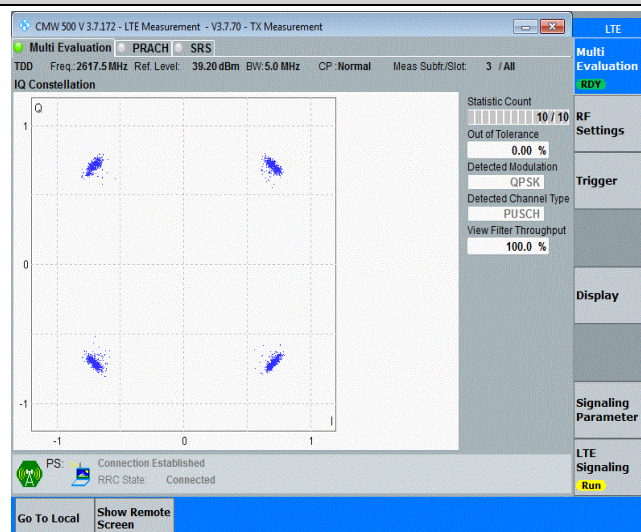 CMW 500 V 3.7.172 - LTE Measurement - V3.7.70 - TX Measurement
LTE
Multi Evaluation PRACH SRS
TDD Freq.: 2617.5 MHz Ref. Level: 39.20 dBm BW: 5.0 MHz CP : Normal Meas Subfr./Slot: 3 / All
IQ Constellation
Q
1
0
-1
-1 0 1
I
Statistic Count
10 / 10
Out of Tolerance
0.00 %
Detected Modulation
QPSK
Detected Channel Type
PUSCH
View Filter Throughput
100.0 %
Multi
Evaluation
RDY
RF
Settings
Trigger
Display
Signaling
Parameter
LTE
Signaling
Run
PS: Connection Established
RRC State: Connected
Go To Local
Show Remote
Screen